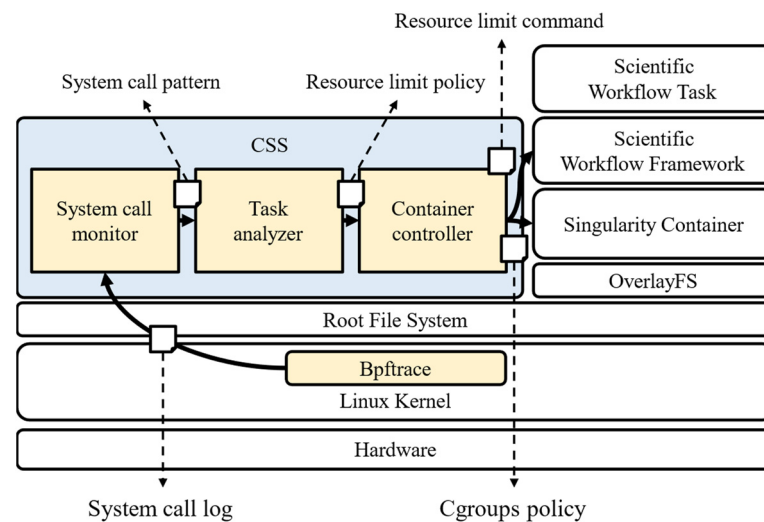 Resource limit command
System call pattern
Resource limit policy
Scientific
Workflow Task
CSS
Scientific
Workflow Framework
System call
monitor
Task
analyzer
Container
controller
Singularity Container
OverlayFS
Root File System
Bpftrace
Linux Kernel
Hardware
System call log
Cgroups policy